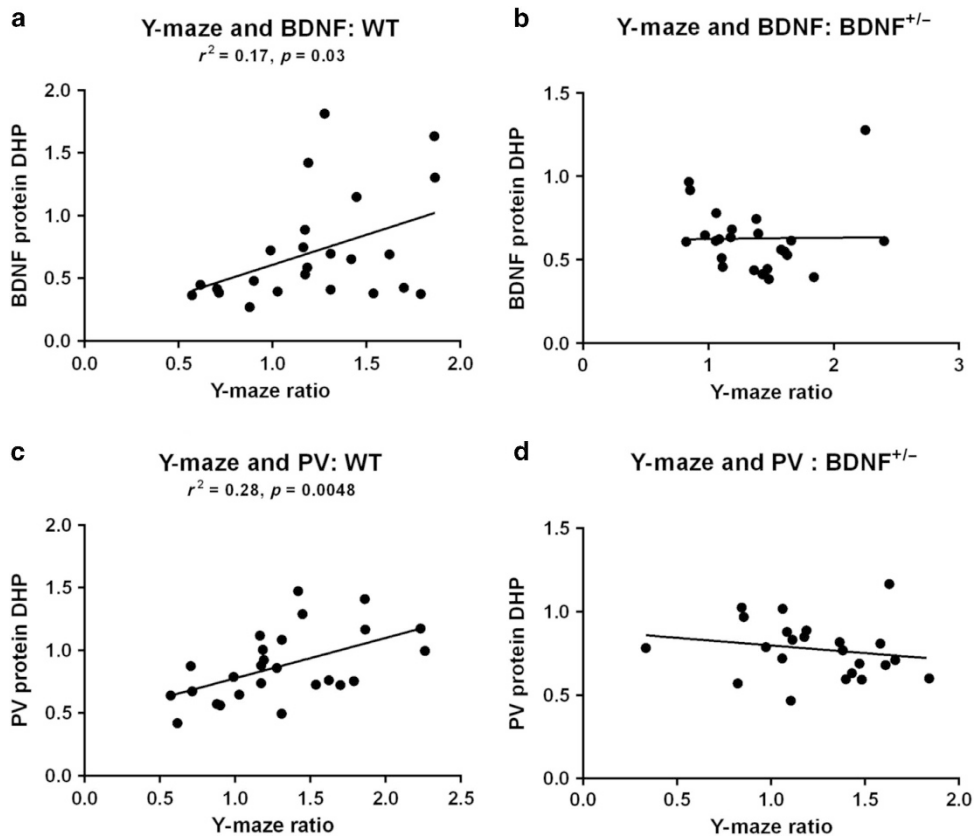 a
Y-maze and BDNF: WT
r² = 0.17, p = 0.03
BDNF protein DHP
2.0
1.5
1.0
0.5
0.0
0.0 0.5 1.0 1.5 2.0
Y-maze ratio
b
Y-maze and BDNF: BDNF⁺/⁻
BDNF protein DHP
1.5
1.0
0.5
0.0
0 1 2 3
Y-maze ratio
c
Y-maze and PV: WT
r² = 0.28, p = 0.0048
PV protein DHP
2.0
1.5
1.0
0.5
0.0
0.0 0.5 1.0 1.5 2.0 2.5
Y-maze ratio
d
Y-maze and PV : BDNF⁺/⁻
PV protein DHP
1.5
1.0
0.5
0.0
0.0 0.5 1.0 1.5 2.0
Y-maze ratio